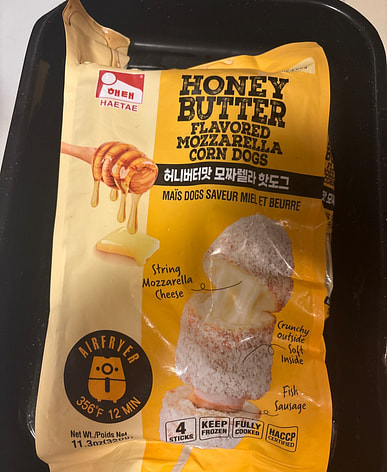 해태
HAETAE
HONEY
BUTTER
FLAVORED
MOZZARELLA
CORN DOGS
허니버터맛 모짜렐라 핫도그
MAÏS DOGS SAVEUR MIEL ET BEURRE
String
Mozzarella
Cheese
Crunchy
Outside
Soft
Inside
Fish
Sausage
AIRFRYER
356°F 12 MIN
4
STICKS
KEEP
FROZEN
FULLY
COOKED
HACCP
CERTIFIED
Net Wt./Poids Net
11.3oz